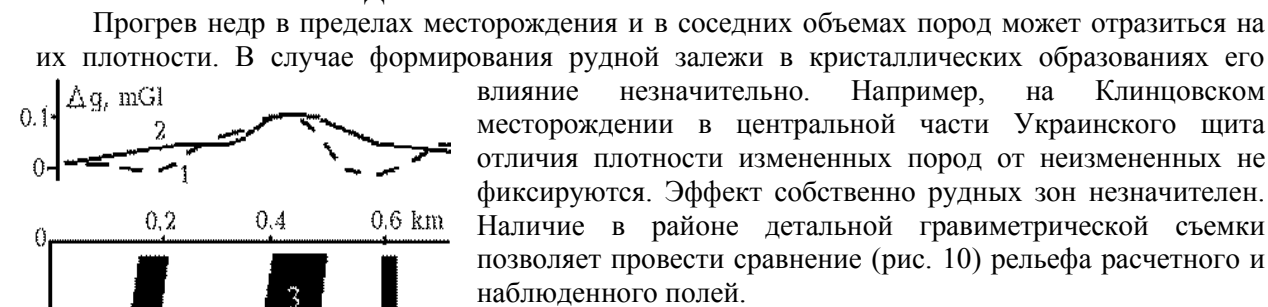 Прогрев недр в пределах месторождения и в соседних объемах пород может отразиться на
их плотности. В случае формирования рудной залежи в кристаллических образованиях его
влияние незначительно. Например, на Клинцовском
месторождении в центральной части Украинского щита
отличия плотности измененных пород от неизмененных не
фиксируются. Эффект собственно рудных зон незначителен.
Наличие в районе детальной гравиметрической съемки
позволяет провести сравнение (рис. 10) рельефа расчетного и
наблюденного полей.
Δg, mGl
0.1
2
0
1
0,2 0.4 0.6 km
0
3